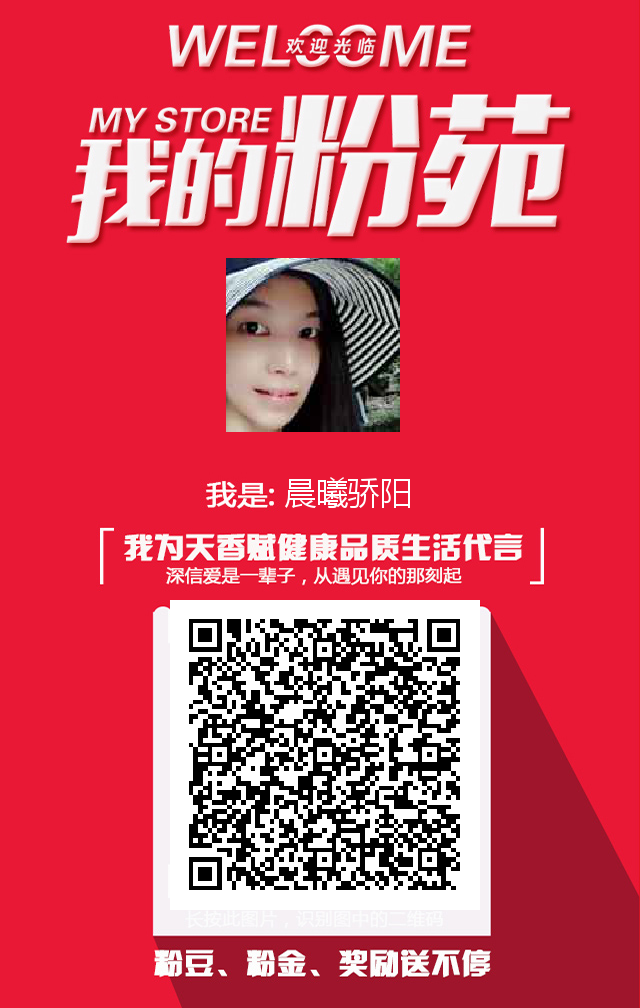 WELCOME
欢迎光临
MY STORE
我的粉苑
我是: 晨曦骄阳
我为天香赋健康品质生活代言
深信爱是一辈子，从遇见你的那刻起
长按此图片，识别图中的二维码
粉豆、粉金、奖励送不停